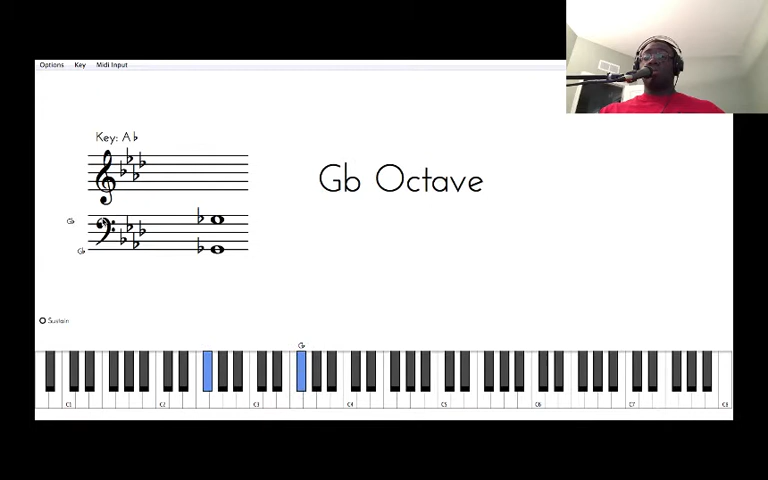 Options Key Midi Input
Key: A♭
Gb Octave
G♭
G♭
Sustain
G♭
C1 C2 C3 C4 C5 C6 C7 C8